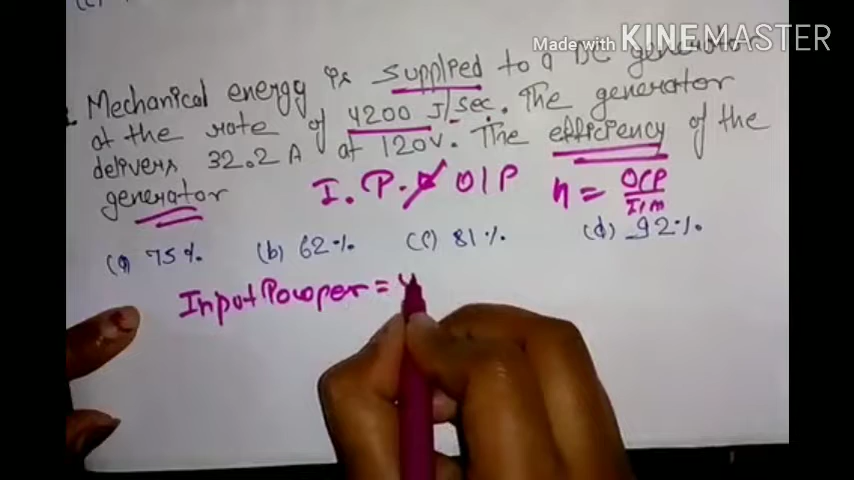 Made with KINEMASTER
Mechanical energy is supplied to a DC generator
at the rate of 4200 J/sec. The generator
delivers 32.2 A at 120V. The efficiency of the
generator
I.P. O/P η = O/P
(a) 75% (b) 62% (c) 81% (d) 92%
Input Power =